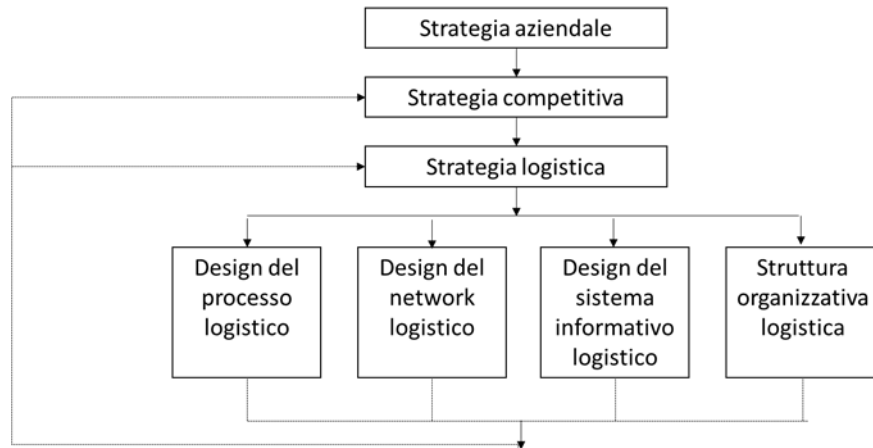 Strategia aziendale
Strategia competitiva
Strategia logistica
Design del
processo
logistico
Design del
network
logistico
Design del
sistema
informativo
logistico
Struttura
organizzativa
logistica